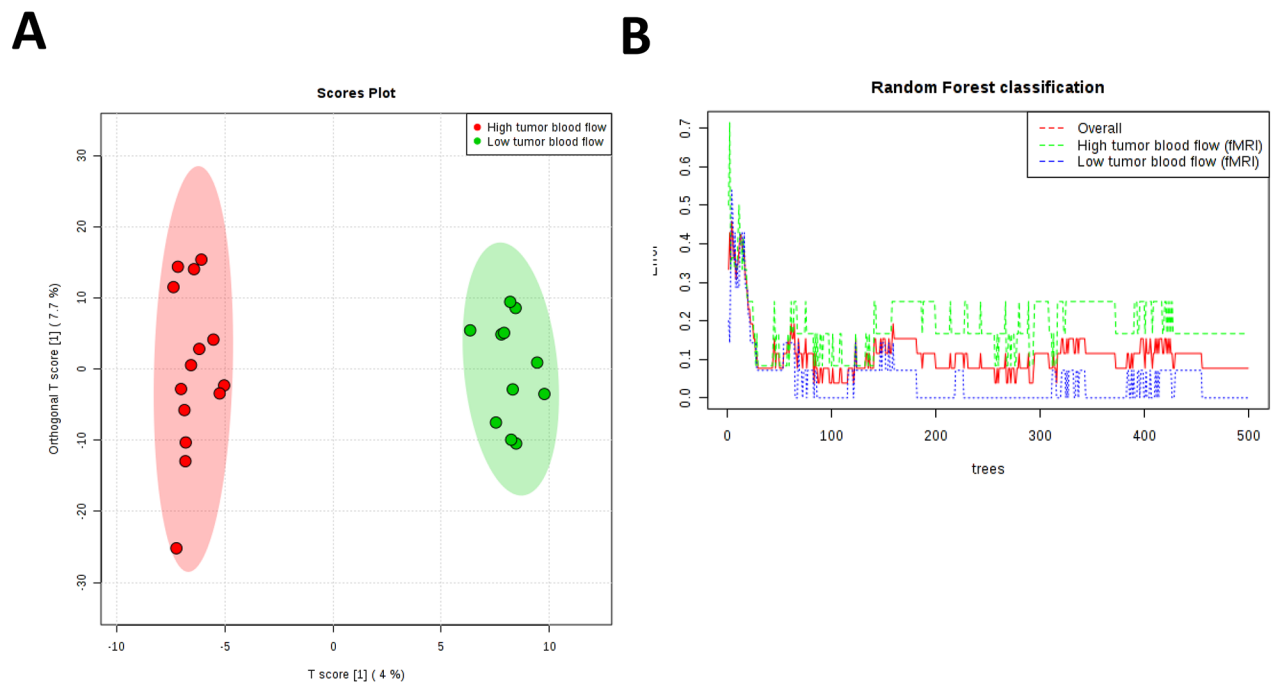 A
B
Scores Plot
High tumor blood flow
Low tumor blood flow
30
20
10
0
-10
-20
-30
Orthogonal T score [1] ( 7.7 %)
-10
-5
0
5
10
T score [1] ( 4 %)
Random Forest classification
Overall
High tumor blood flow (fMRI)
Low tumor blood flow (fMRI)
0.7
0.6
0.5
0.4
0.3
0.2
0.1
0.0
0
100
200
300
400
500
trees